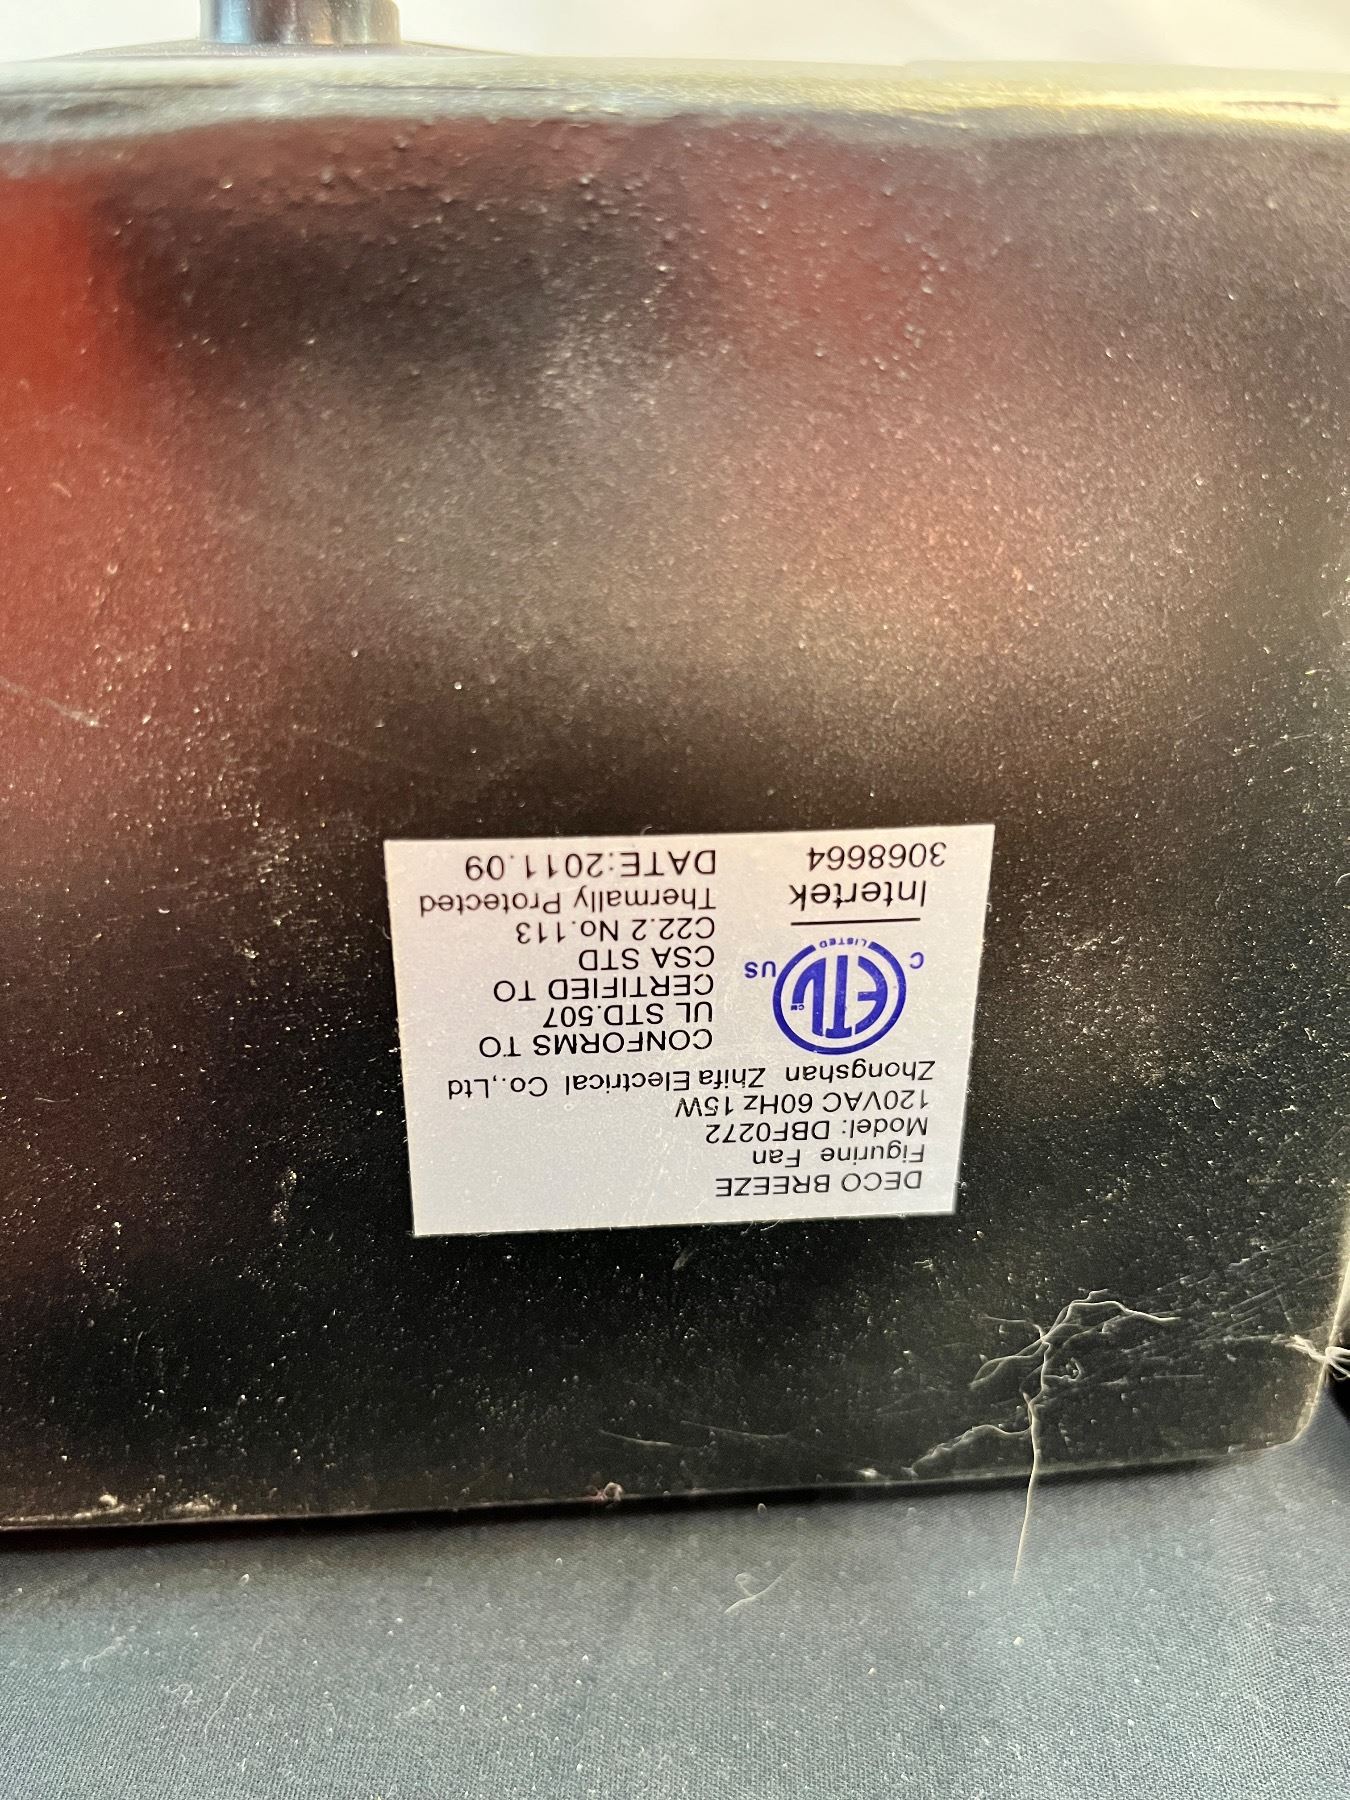 DECO BREEZE
Figurine Fan
Model: DBF0272
120VAC 60Hz 15W
Zhongshan Zhifa Electrical Co.,Ltd
C ETL CM LISTED US
Intertek
3068664
CONFORMS TO
UL STD.507
CERTIFIED TO
CSA STD
C22.2 No.113
Thermally Protected
DATE:2011.09